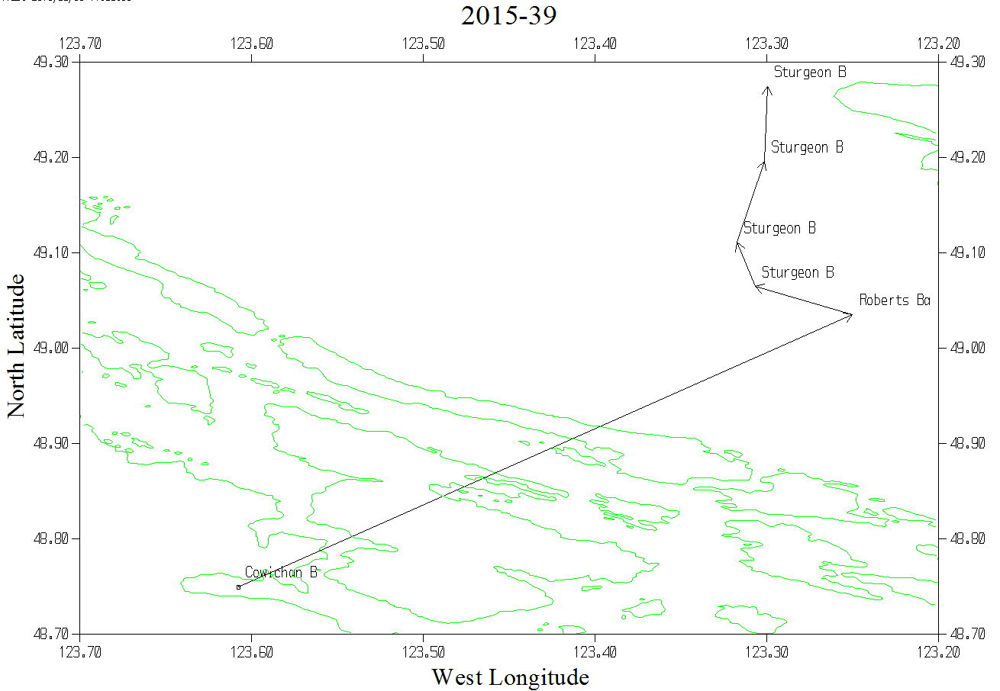 2015-39
123.70 123.60 123.50 123.40 123.30 123.20
49.30 49.30
Sturgeon B
49.20 Sturgeon B 49.20
Sturgeon B
49.10 49.10
Sturgeon B
Roberts Ba
49.00 49.00
North Latitude
48.90 48.90
48.80 48.80
Cowichan B
48.70 48.70
123.70 123.60 123.50 123.40 123.30 123.20
West Longitude